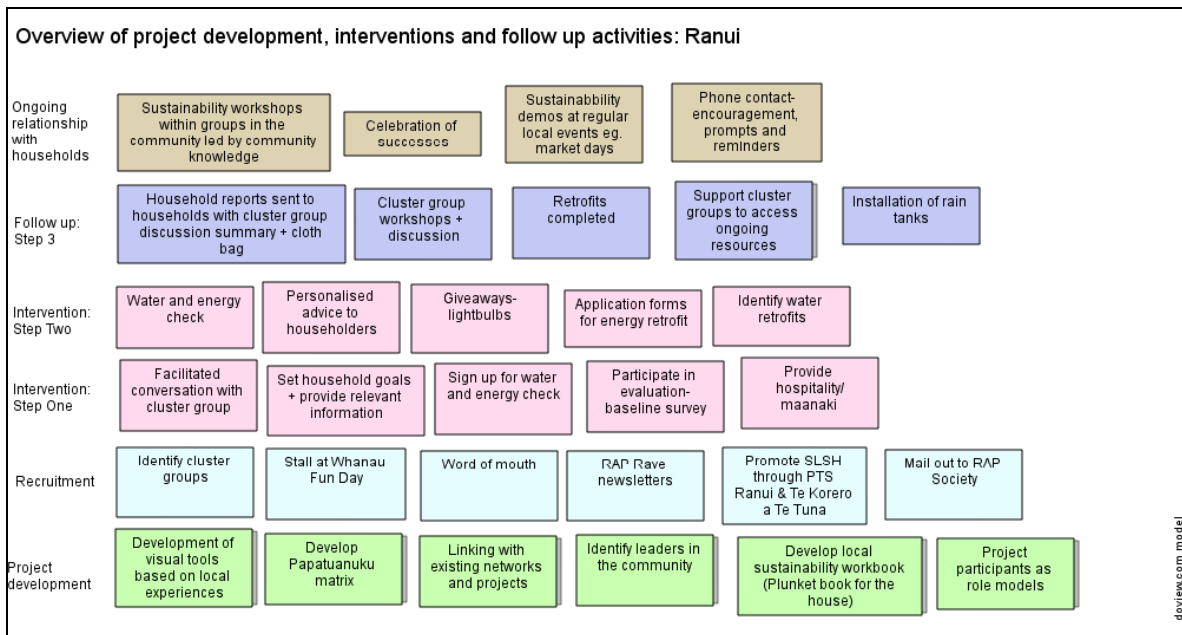 Overview of project development, interventions and follow up activities: Ranui
Ongoing
relationship
with
households
Sustainability workshops
within groups in the
community led by community
knowledge
Celebration of
successes
Sustainabbility
demos at regular
local events eg.
market days
Phone contact-
encouragement,
prompts and
reminders
Follow up:
Step 3
Household reports sent to
households with cluster group
discussion summary + cloth
bag
Cluster group
workshops +
discussion
Retrofits
completed
Support cluster
groups to access
ongoing
resources
Installation of rain
tanks
Intervention:
Step Two
Water and energy
check
Personalised
advice to
householders
Giveaways-
lightbulbs
Application forms
for energy retrofit
Identify water
retrofits
Intervention:
Step One
Facilitated
conversation with
cluster group
Set household goals
+ provide relevant
information
Sign up for water
and energy check
Participate in
evaluation-
baseline survey
Provide
hospitality/
maanaki
Recruitment
Identify cluster
groups
Stall at Whanau
Fun Day
Word of mouth
RAP Rave
newsletters
Promote SLSH
through PTS
Ranui & Te Korero
a Te Tuna
Mail out to RAP
Society
Project
development
Development of
visual tools
based on local
experiences
Develop
Papatuanuku
matrix
Linking with
existing networks
and projects
Identify leaders in
the community
Develop local
sustainability workbook
(Plunket book for the
house)
Project
participants as
role models
doview.com model